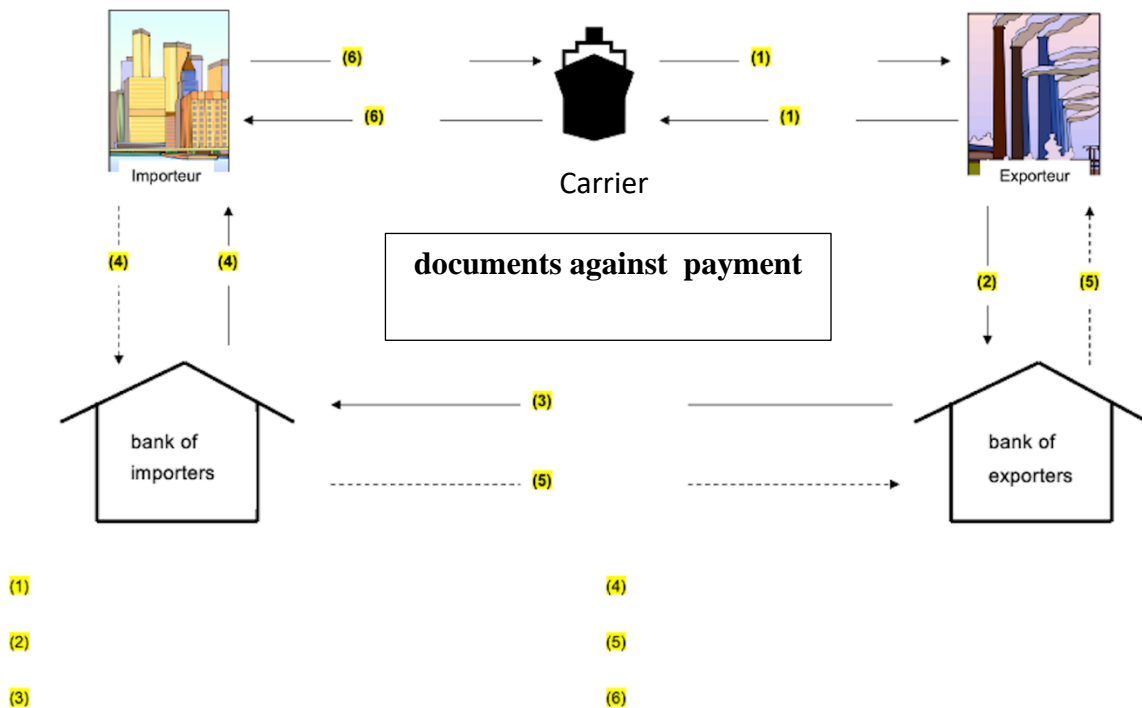 (6) (1)
(6) (1)
Importeur Carrier Exporteur
(4) (4) documents against payment (2) (5)
(3)
bank of
importers
bank of
exporters
(5)
(1) (4)
(2) (5)
(3) (6)